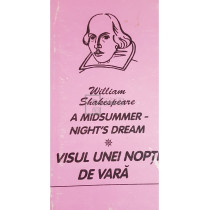 William
Shakespeare
A MIDSUMMER -
NIGHT'S DREAM
*
VISUL UNEI NOPȚI
DE VARĂ